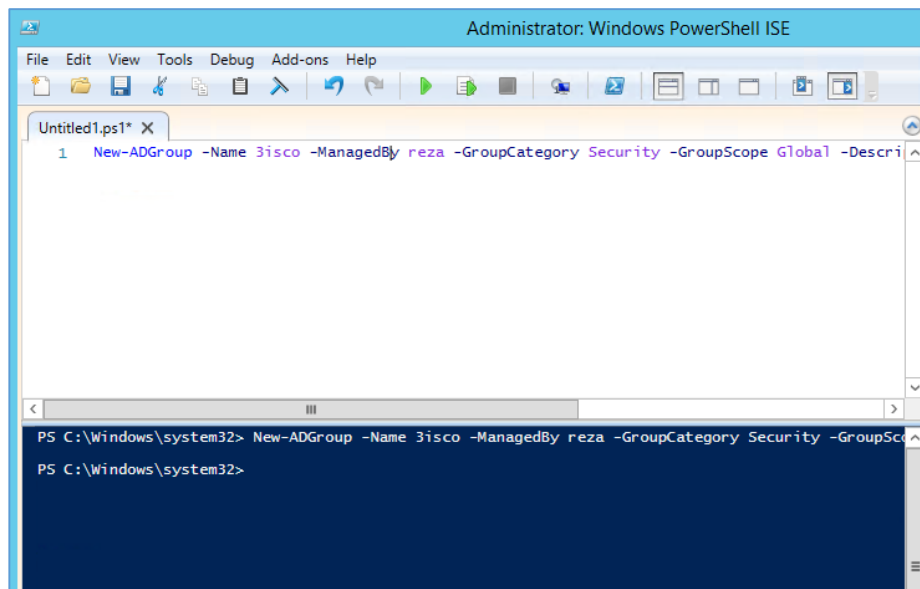 Administrator: Windows PowerShell ISE
File Edit View Tools Debug Add-ons Help
Untitled1.ps1* X
1 New-ADGroup -Name 3isco -ManagedBy reza -GroupCategory Security -GroupScope Global -Descri
PS C:\Windows\system32> New-ADGroup -Name 3isco -ManagedBy reza -GroupCategory Security -GroupSco
PS C:\Windows\system32>